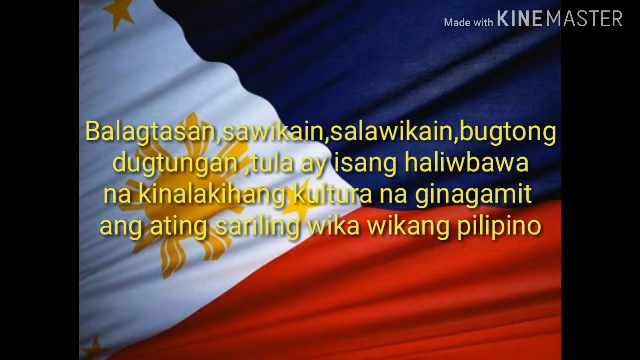 Made with KINEMASTER
Balagtasan,sawikain,salawikain,bugtong
dugtungan ,tula ay isang haliwbawa
na kinalakihang Kultura na ginagamit
ang ating sariling wika wikang pilipino